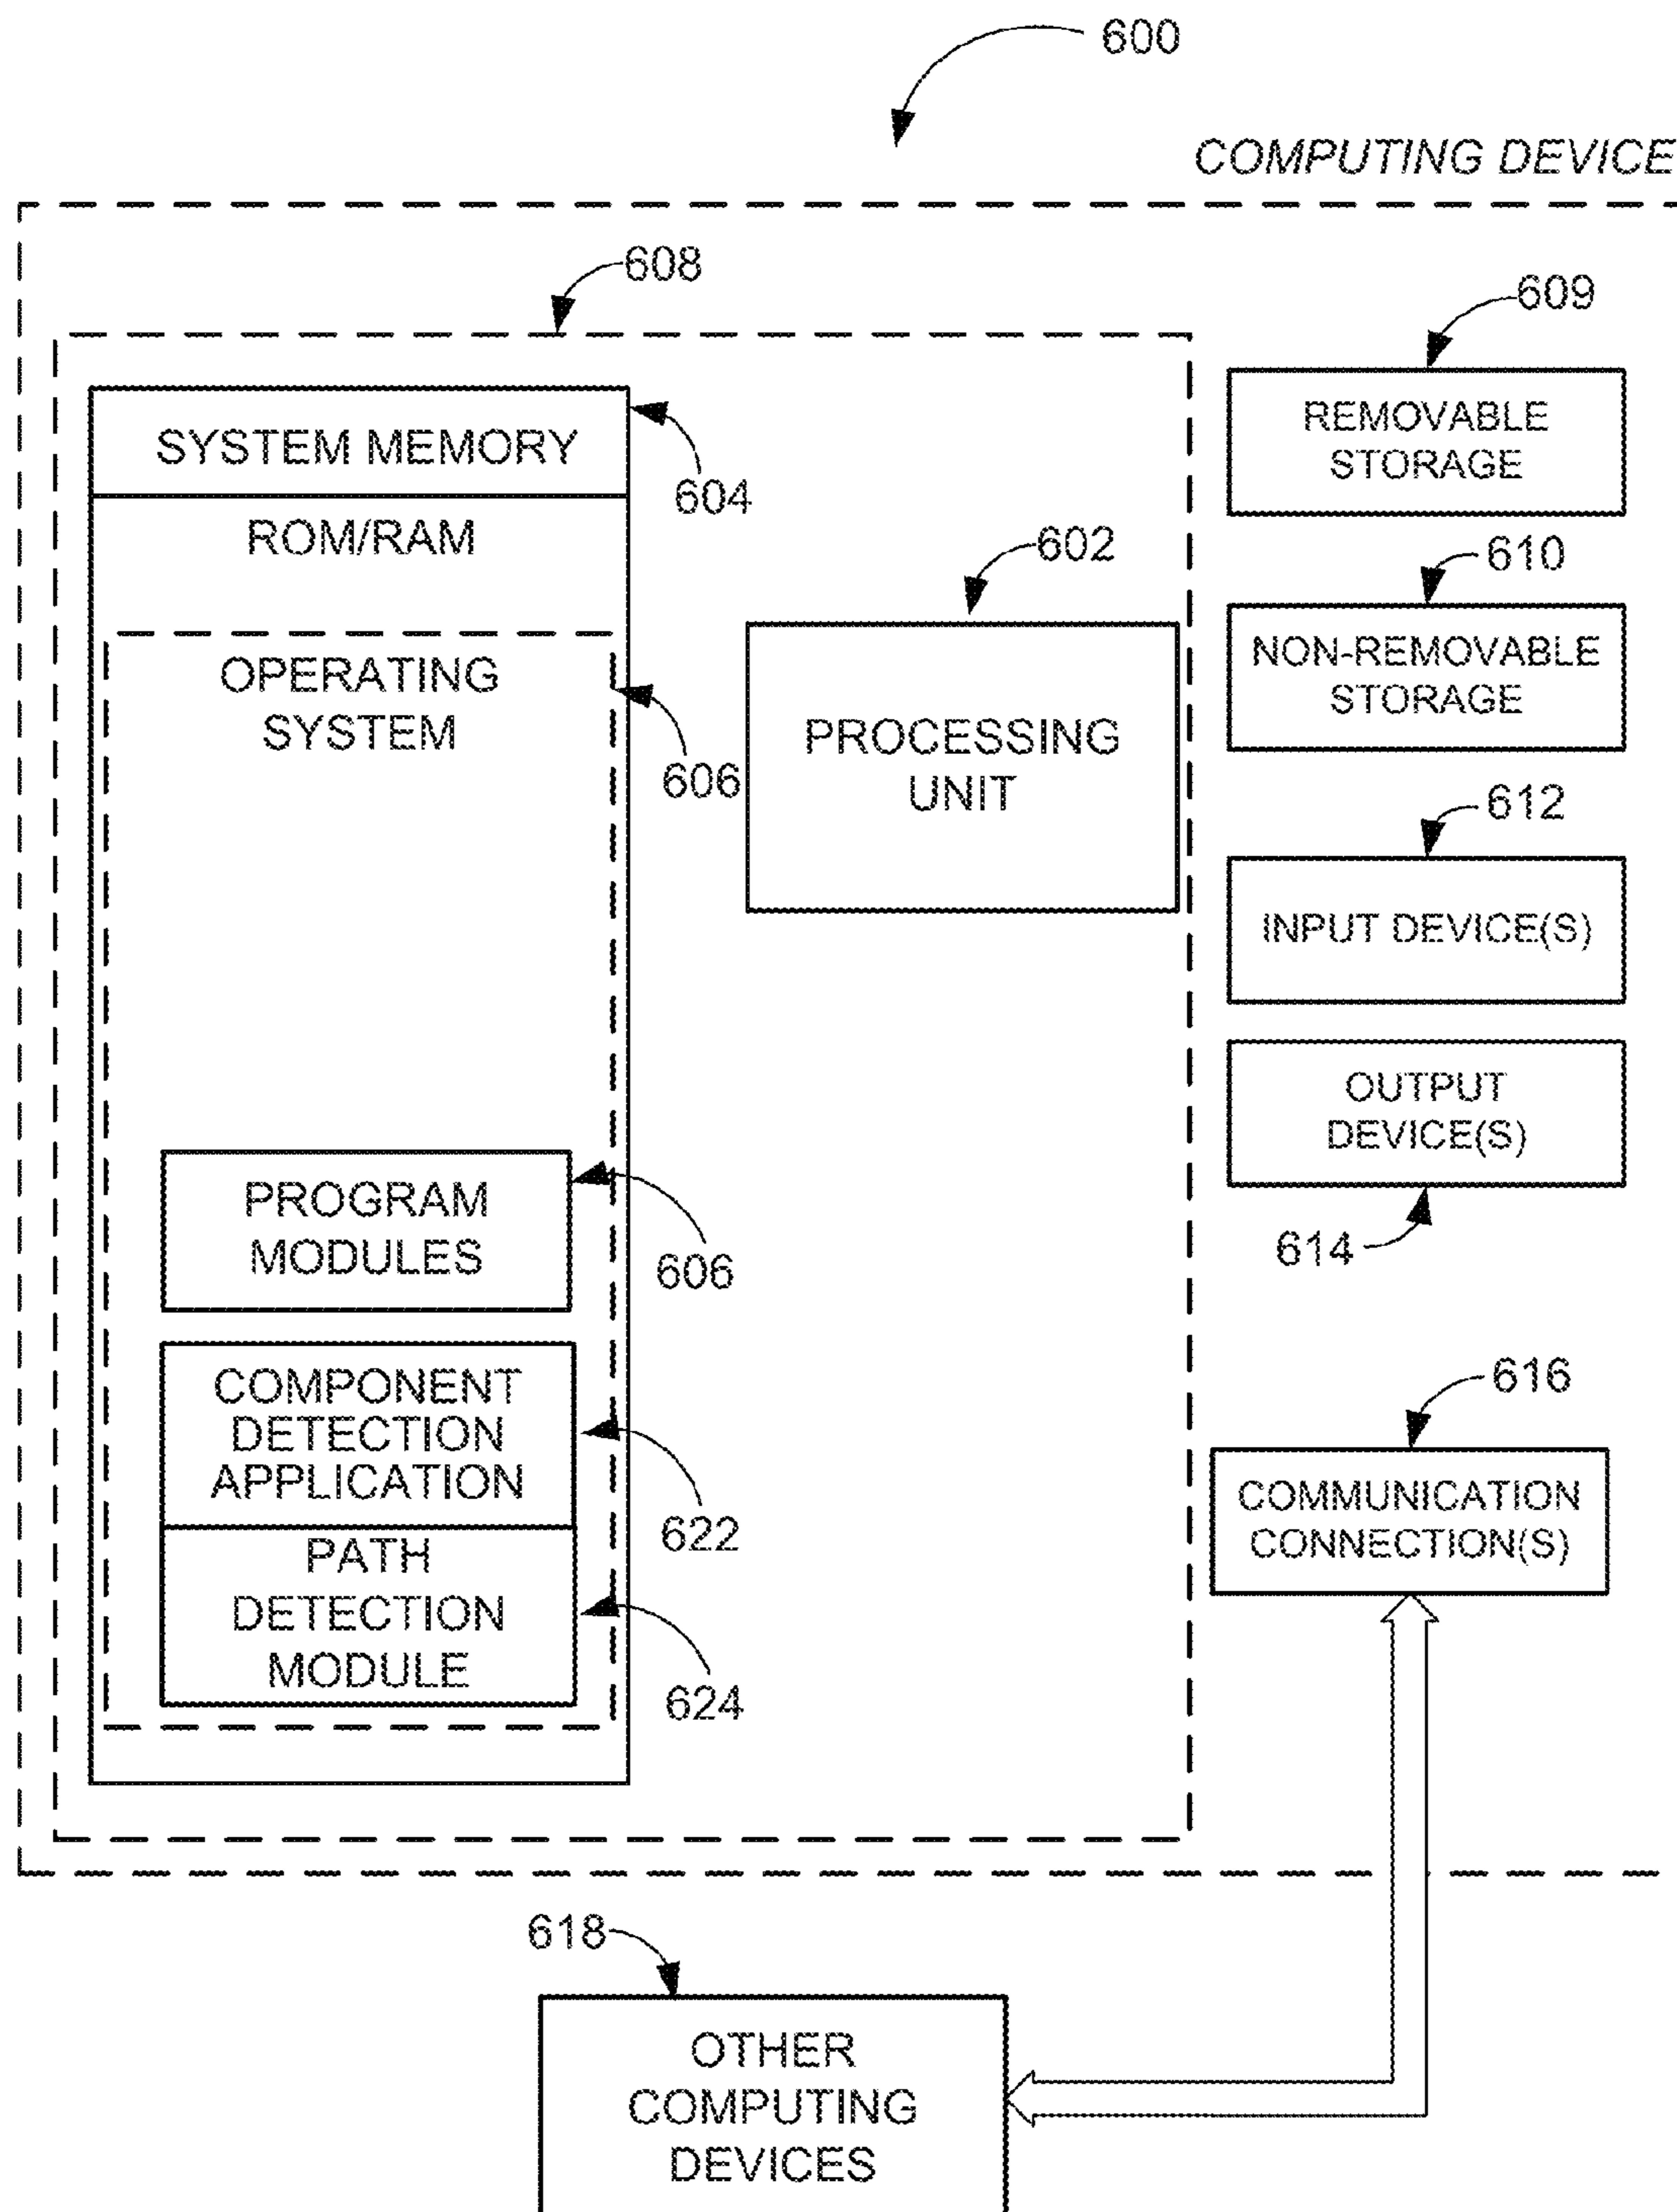 600
COMPUTING DEVICE
608
609
SYSTEM MEMORY
604
ROM/RAM
REMOVABLE
STORAGE
602
610
OPERATING
SYSTEM
606
PROCESSING
UNIT
NON-REMOVABLE
STORAGE
612
INPUT DEVICE(S)
OUTPUT
DEVICE(S)
614
PROGRAM
MODULES
606
COMPONENT
DETECTION
APPLICATION
622
616
COMMUNICATION
CONNECTION(S)
PATH
DETECTION
MODULE
624
618
OTHER
COMPUTING
DEVICES